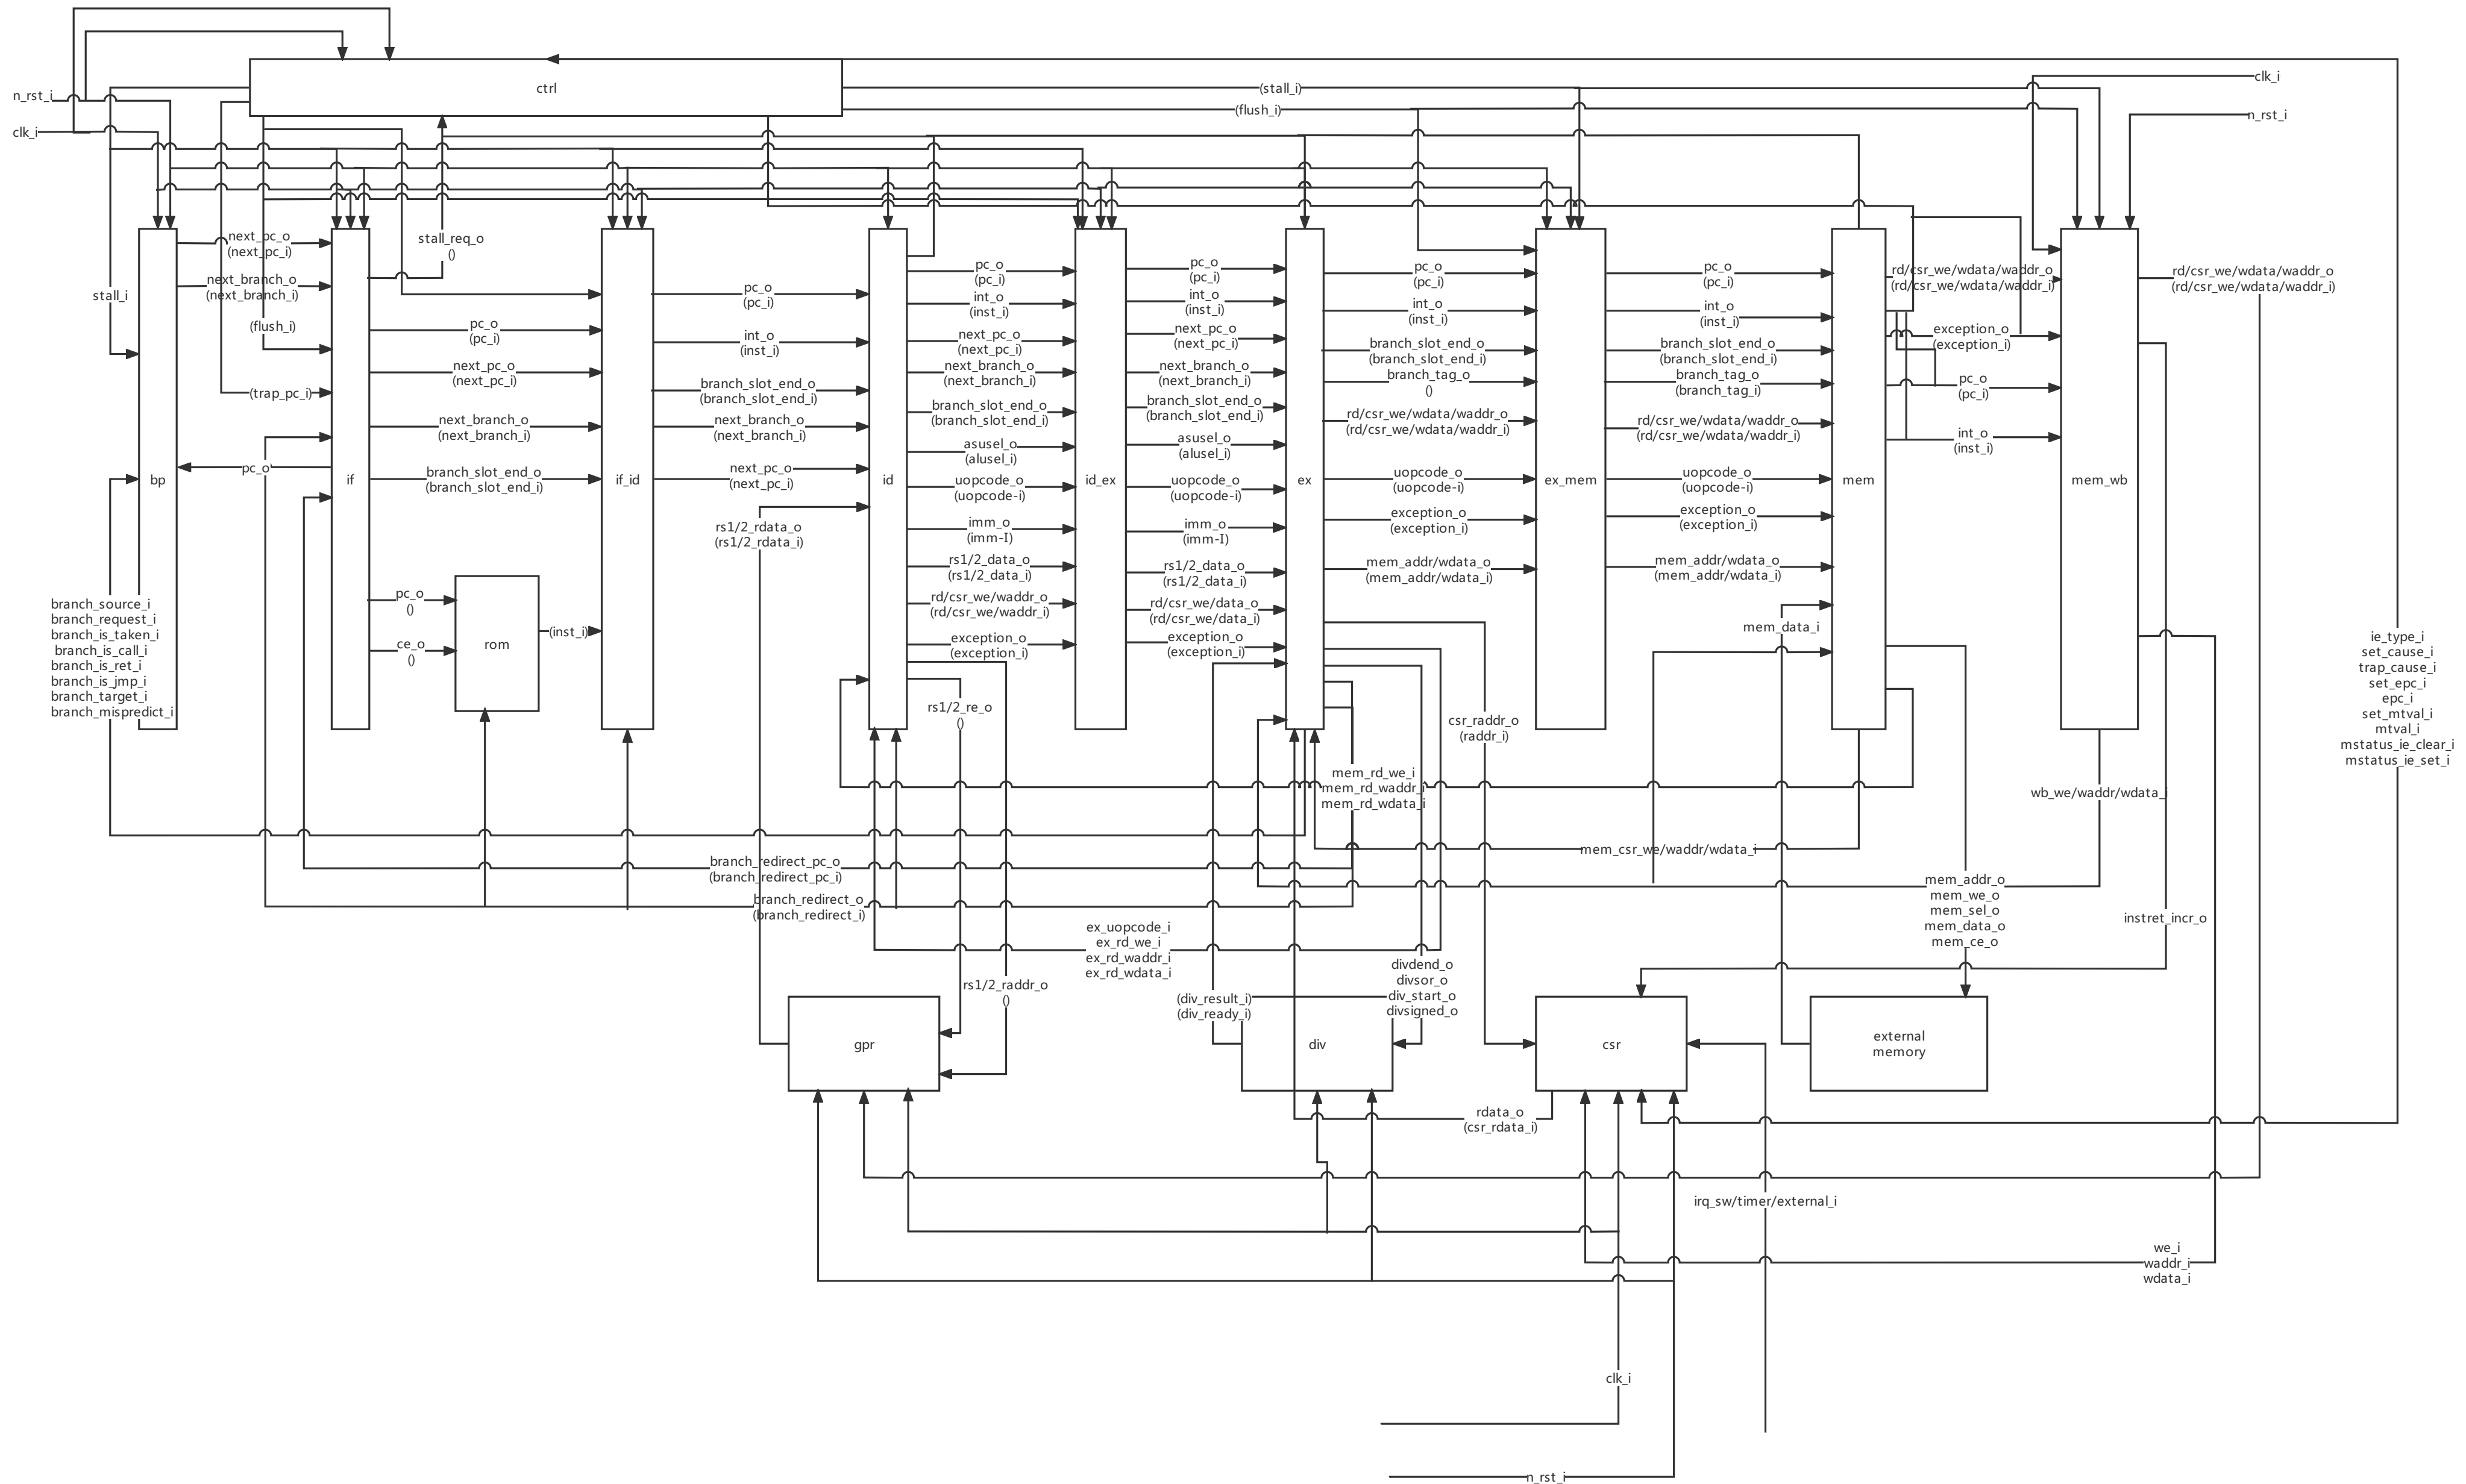 ctrl
n_rst_i
clk_i
(stall_i)
(flush_i)
clk_i
n_rst_i
stall_i
next_pc_o
(next_pc_i)
next_branch_o
(next_branch_i)
(flush_i)
(trap_pc_i)
pc_o
bp
branch_source_i
branch_request_i
branch_is_taken_i
branch_is_call_i
branch_is_ret_i
branch_is_jmp_i
branch_target_i
branch_mispredict_i
if
stall_req_o
()
pc_o
(pc_i)
next_pc_o
(next_pc_i)
next_branch_o
(next_branch_i)
branch_slot_end_o
(branch_slot_end_i)
pc_o
()
ce_o
()
rom
(inst_i)
if_id
pc_o
(pc_i)
int_o
(inst_i)
branch_slot_end_o
(branch_slot_end_i)
next_branch_o
(next_branch_i)
next_pc_o
(next_pc_i)
rs1/2_rdata_o
(rs1/2_rdata_i)
id
pc_o
(pc_i)
int_o
(inst_i)
next_pc_o
(next_pc_i)
next_branch_o
(next_branch_i)
branch_slot_end_o
(branch_slot_end_i)
asusel_o
(alusel_i)
uopcode_o
(uopcode-i)
imm_o
(imm-I)
rs1/2_data_o
(rs1/2_data_i)
rd/csr_we/waddr_o
(rd/csr_we/waddr_i)
exception_o
(exception_i)
rs1/2_re_o
()
id_ex
pc_o
(pc_i)
int_o
(inst_i)
next_pc_o
(next_pc_i)
next_branch_o
(next_branch_i)
branch_slot_end_o
(branch_slot_end_i)
asusel_o
(alusel_i)
uopcode_o
(uopcode-i)
imm_o
(imm-I)
rs1/2_data_o
(rs1/2_data_i)
rd/csr_we/data_o
(rd/csr_we/data_i)
exception_o
(exception_i)
ex
pc_o
(pc_i)
int_o
(inst_i)
branch_slot_end_o
(branch_slot_end_i)
branch_tag_o
()
rd/csr_we/wdata/waddr_o
(rd/csr_we/wdata/waddr_i)
uopcode_o
(uopcode-i)
exception_o
(exception_i)
mem_addr/wdata_o
(mem_addr/wdata_i)
csr_raddr_o
(raddr_i)
mem_rd_we_i
mem_rd_waddr_i
mem_rd_wdata_i
ex_mem
pc_o
(pc_i)
int_o
(inst_i)
branch_slot_end_o
(branch_slot_end_i)
branch_tag_o
(branch_tag_i)
rd/csr_we/wdata/waddr_o
(rd/csr_we/wdata/waddr_i)
uopcode_o
(uopcode-i)
exception_o
(exception_i)
mem_addr/wdata_o
(mem_addr/wdata_i)
mem_data_i
mem
rd/csr_we/wdata/waddr_o
(rd/csr_we/wdata/waddr_i)
exception_o
(exception_i)
pc_o
(pc_i)
int_o
(inst_i)
mem_wb
rd/csr_we/wdata/waddr_o
(rd/csr_we/wdata/waddr_i)
ie_type_i
set_cause_i
trap_cause_i
set_epc_i
epc_i
set_mtval_i
mtval_i
mstatus_ie_clear_i
mstatus_ie_set_i
wb_we/waddr/wdata_i
mem_csr_we/waddr/wdata_i
branch_redirect_pc_o
(branch_redirect_pc_i)
branch_redirect_o
(branch_redirect_i)
ex_uopcode_i
ex_rd_we_i
ex_rd_waddr_i
ex_rd_wdata_i
mem_addr_o
mem_we_o
mem_sel_o
mem_data_o
mem_ce_o
instret_incr_o
rs1/2_raddr_o
()
(div_result_i)
(div_ready_i)
divdend_o
divsor_o
div_start_o
divsigned_o
gpr
div
csr
external
memory
rdata_o
(csr_rdata_i)
irq_sw/timer/external_i
we_i
waddr_i
wdata_i
clk_i
n_rst_i